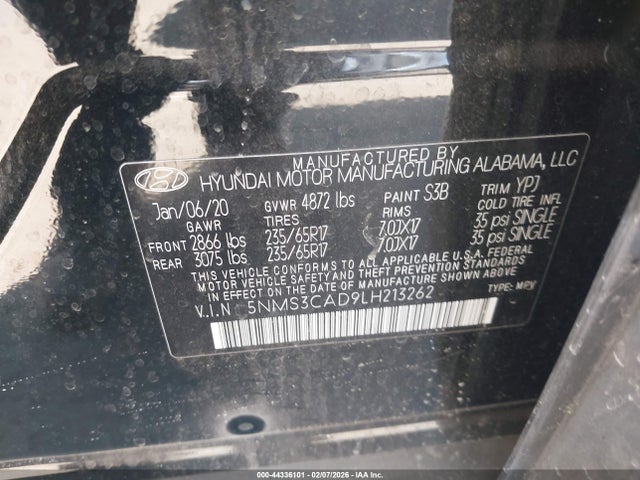 MANUFACTURED BY
HYUNDAI MOTOR MANUFACTURING ALABAMA, LLC
Jan/06/20 GVWR 4872 lbs PAINT S3B TRIM YPJ
GAWR TIRES RIMS COLD TIRE INFL
FRONT 2866 lbs 235/65R17 7.0JX17 35 psi SINGLE
REAR 3075 lbs 235/65R17 7.0JX17 35 psi SINGLE
THIS VEHICLE CONFORMS TO ALL APPLICABLE U.S.A. FEDERAL
MOTOR VEHICLE SAFETY AND THEFT PREVENTION STANDARDS
IN EFFECT ON THE DATE OF MANUFACTURE SHOWN ABOVE.
V.I.N 5NMS3CAD9LH213262 TYPE: MPV
000-44336101 - 02/07/2026 - IAA Inc.